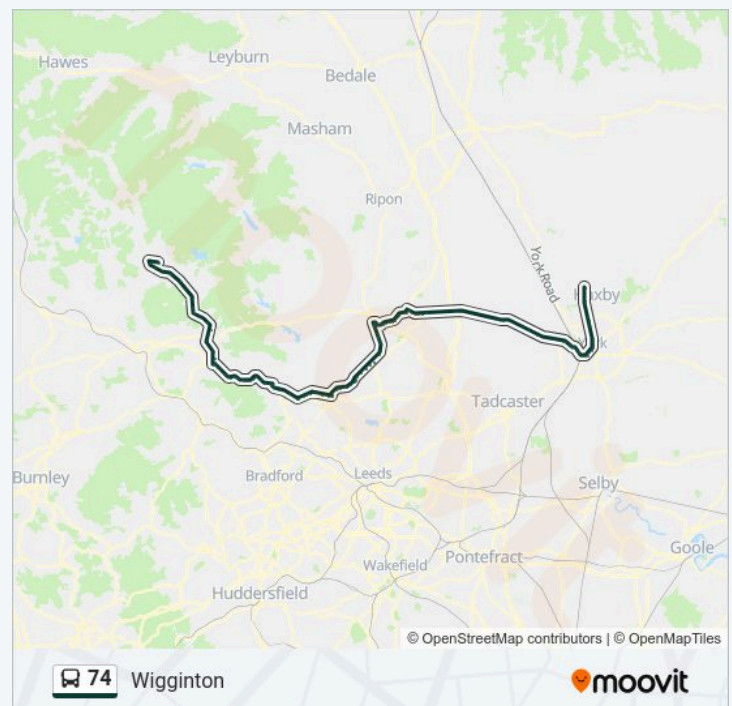 Hawes
Leyburn
Bedale
Masham
Ripon
York Road
Haxby
York
Tadcaster
Burnley
Bradford
Leeds
Selby
Goole
Wakefield
Pontefract
Huddersfield
© OpenStreetMap contributors | © OpenMapTiles
74 Wigginton
moovit